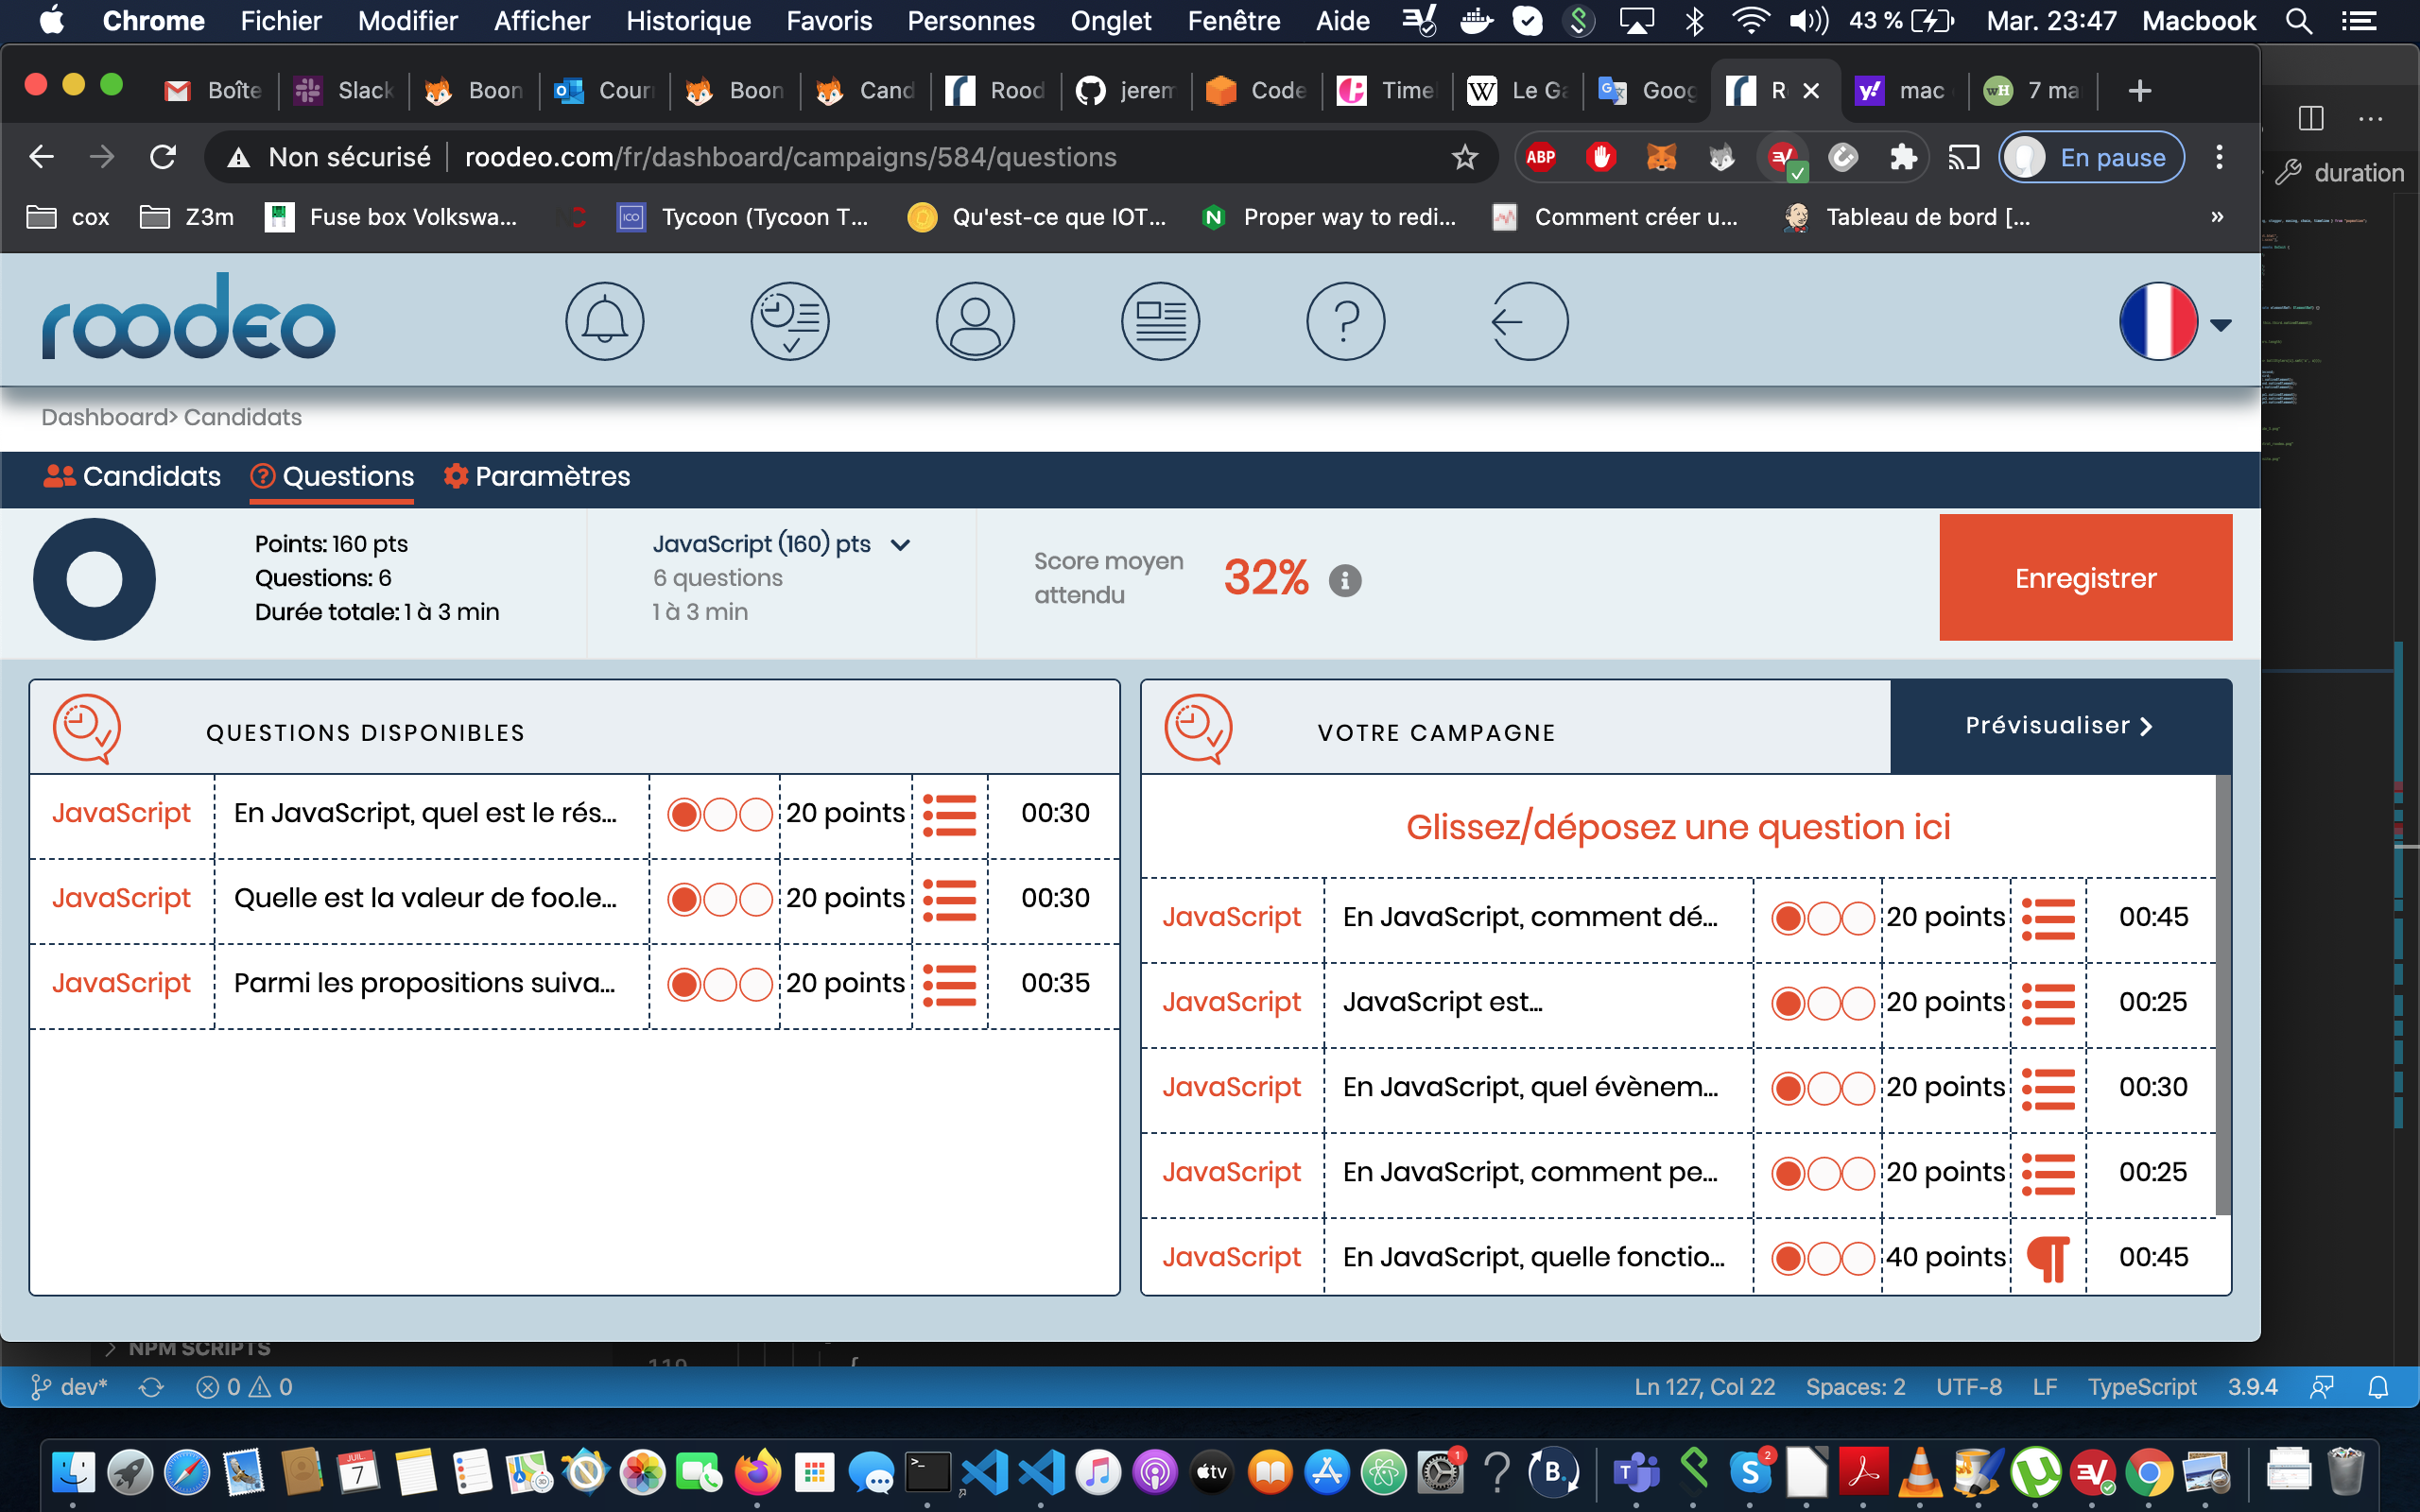 Chrome Fichier Modifier Afficher Historique Favoris Personnes Onglet Fenêtre Aide 43 % Mar. 23:47 Macbook
Boîte Slack Boon Cour Boon Cand Rood jerem Code Time Le Ga Goog R mac 7 ma
Non sécurisé roodeo.com/fr/dashboard/campaigns/584/questions ABP En pause
duration
cox Z3m Fuse box Volkswa... ICO Tycoon (Tycoon T... Qu'est-ce que IOT... Proper way to redi... Comment créer u... Tableau de bord [... »
roodeo
Dashboard> Candidats
Candidats Questions Paramètres
Points: 160 pts
Questions: 6
Durée totale: 1 à 3 min
JavaScript (160) pts
6 questions
1 à 3 min
Score moyen
attendu
32%
Enregistrer
QUESTIONS DISPONIBLES
JavaScript En JavaScript, quel est le rés... 20 points 00:30
JavaScript Quelle est la valeur de foo.le... 20 points 00:30
JavaScript Parmi les propositions suiva... 20 points 00:35
VOTRE CAMPAGNE
Prévisualiser
Glissez/déposez une question ici
JavaScript En JavaScript, comment dé... 20 points 00:45
JavaScript JavaScript est... 20 points 00:25
JavaScript En JavaScript, quel évènem... 20 points 00:30
JavaScript En JavaScript, comment pe... 20 points 00:25
JavaScript En JavaScript, quelle fonctio... 40 points 00:45
NPM SCRIPTS
dev* 0 0 Ln 127, Col 22 Spaces: 2 UTF-8 LF TypeScript 3.9.4
JUIL. 7 tv 1 B. 2